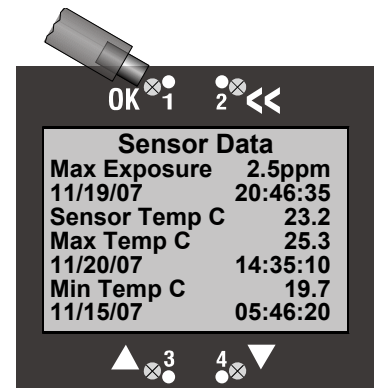 OK 1 2 <<
Sensor Data
Max Exposure 2.5ppm
11/19/07 20:46:35
Sensor Temp C 23.2
Max Temp C 25.3
11/20/07 14:35:10
Min Temp C 19.7
11/15/07 05:46:20
3 4